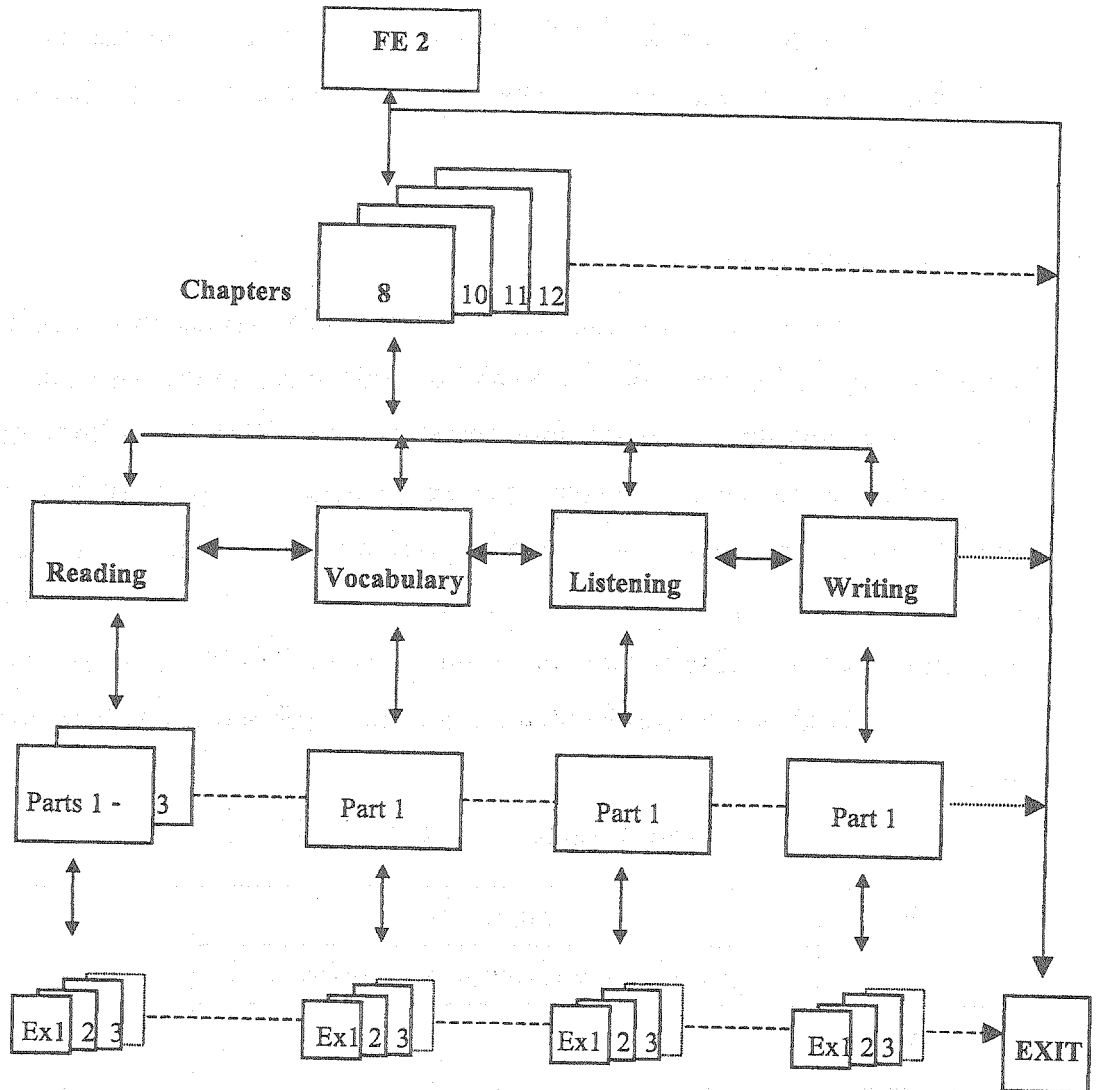 FE 2
Chapters 8 10 11 12
Reading Vocabulary Listening Writing
Parts 1 - 3 Part 1 Part 1 Part 1
Ex1 2 3 Ex1 2 3 Ex1 2 3 Ex1 2 3 EXIT